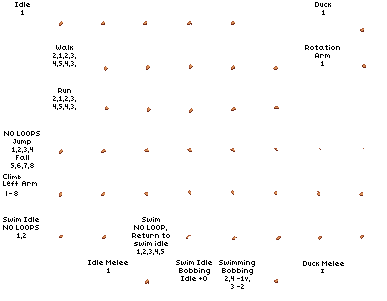 Idle
1
Duck
1
Walk
2,1,2,3,
4,5,4,3,
Rotation
Arm
1
Run
2,1,2,3,
4,5,4,3,
NO LOOPS
Jump
1,2,3,4
Fall
5,6,7,8
Climb
Left Arm
1-8
Swim Idle
NO LOOPS
1,2
Swim
NO LOOP,
Return to
swim idle
1,2,3,4,5
Idle Melee
1
Swim Idle
Bobbing
Idle +0
Swimming
Bobbing
2,4 -1v,
3 -2
Duck Melee
1